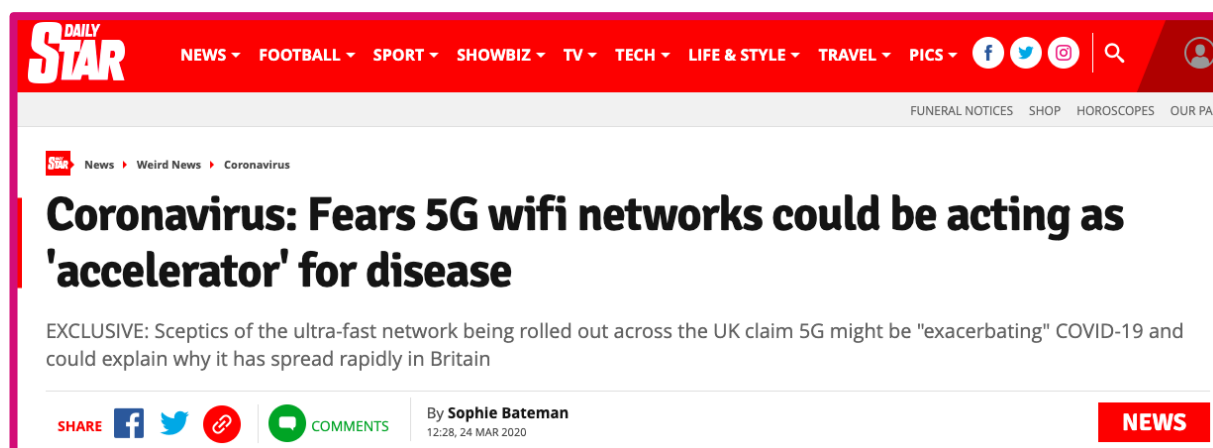 DAILY
STAR
NEWS FOOTBALL SPORT SHOWBIZ TV TECH LIFE & STYLE TRAVEL PICS
FUNERAL NOTICES SHOP HOROSCOPES OUR PA
STAR News Weird News Coronavirus
Coronavirus: Fears 5G wifi networks could be acting as
'accelerator' for disease
EXCLUSIVE: Sceptics of the ultra-fast network being rolled out across the UK claim 5G might be "exacerbating" COVID-19 and
could explain why it has spread rapidly in Britain
SHARE COMMENTS By Sophie Bateman
12:28, 24 MAR 2020
NEWS